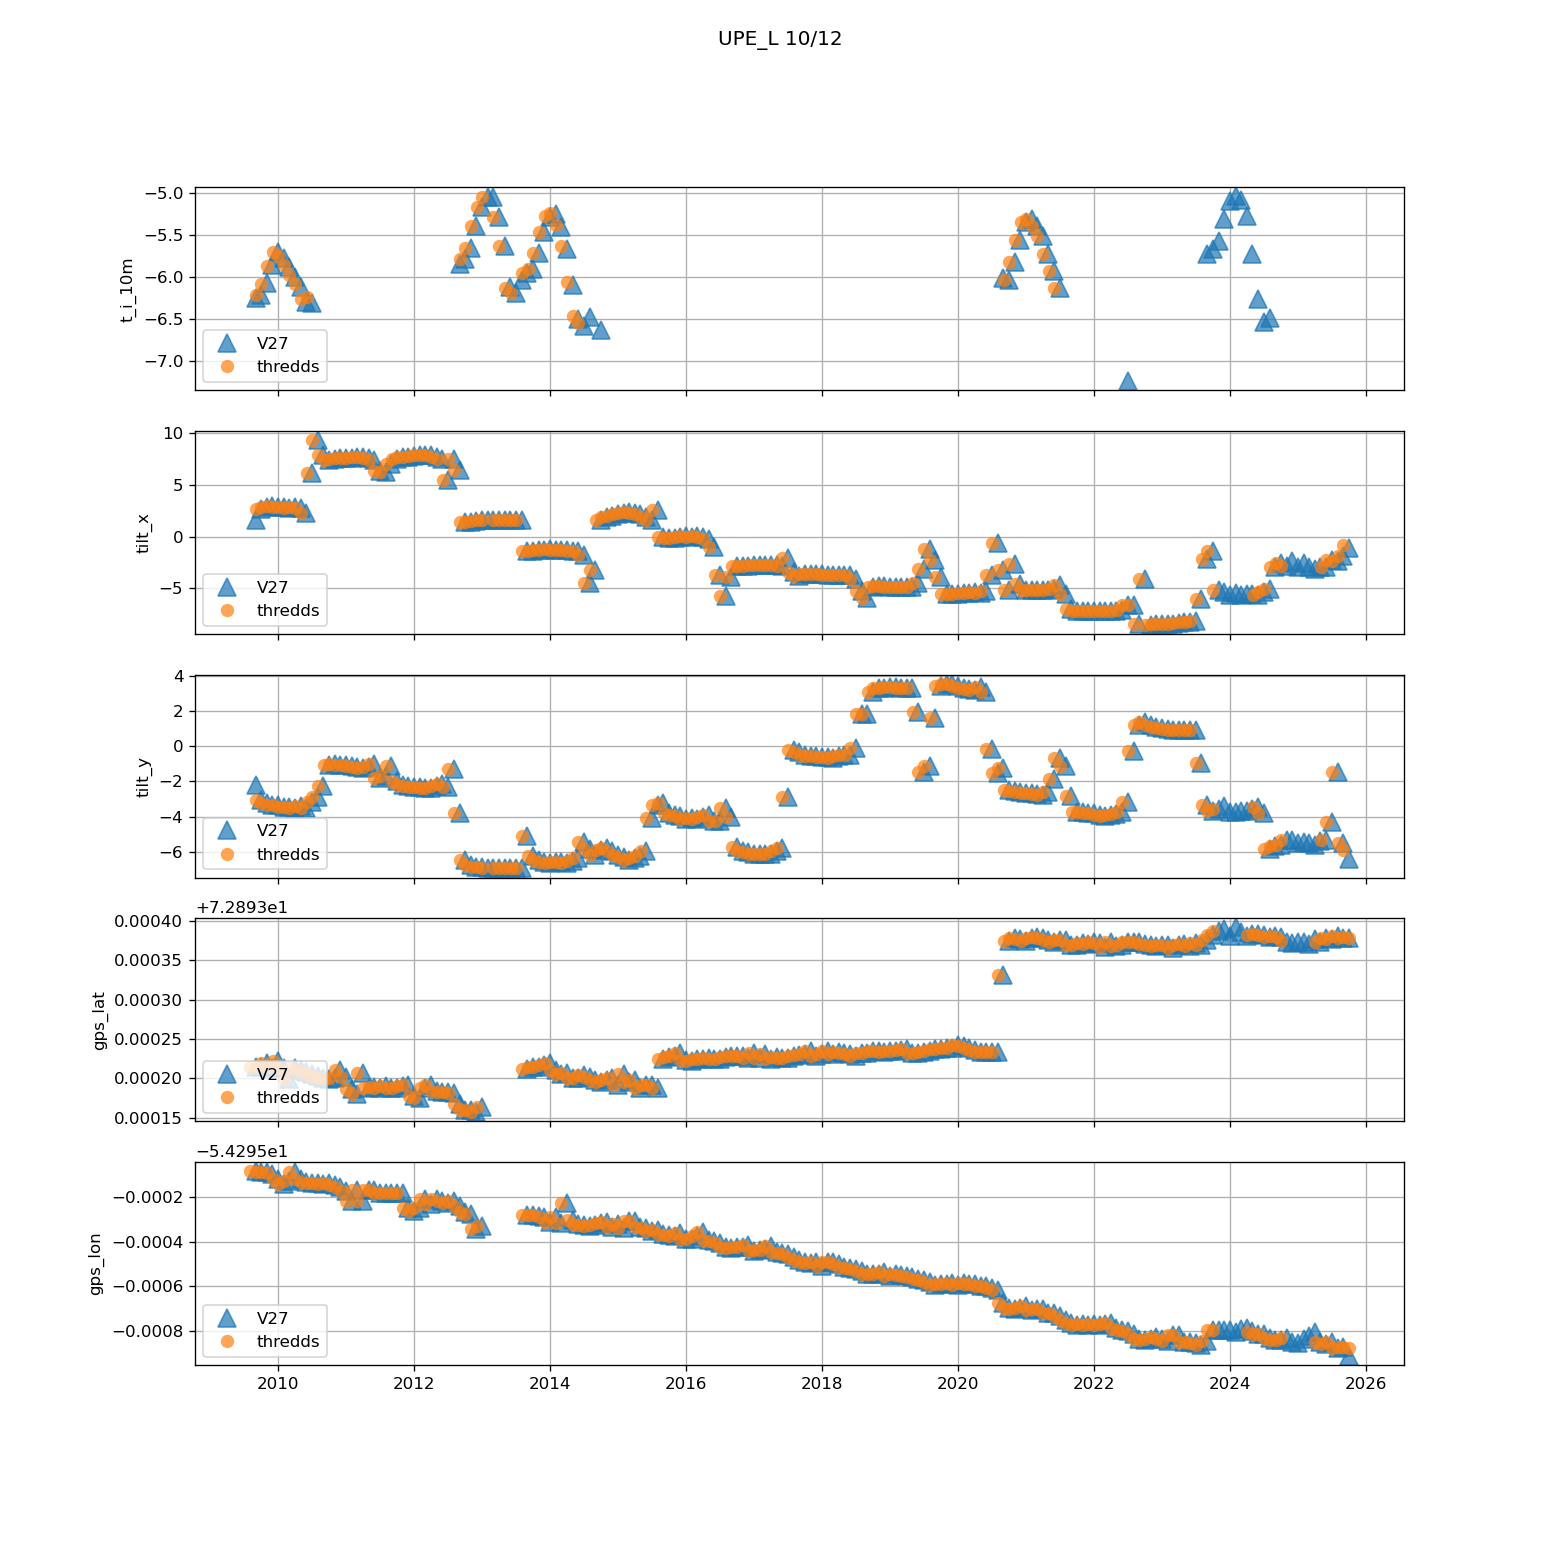 UPE_L 10/12
t_i_10m
−5.0
−5.5
−6.0
−6.5
−7.0
V27
thredds
tilt_x
10
5
0
−5
V27
thredds
tilt_y
4
2
0
−2
−4
−6
V27
thredds
+7.2893e1
gps_lat
0.00040
0.00035
0.00030
0.00025
0.00020
0.00015
V27
thredds
−5.4295e1
gps_lon
−0.0002
−0.0004
−0.0006
−0.0008
V27
thredds
2010 2012 2014 2016 2018 2020 2022 2024 2026